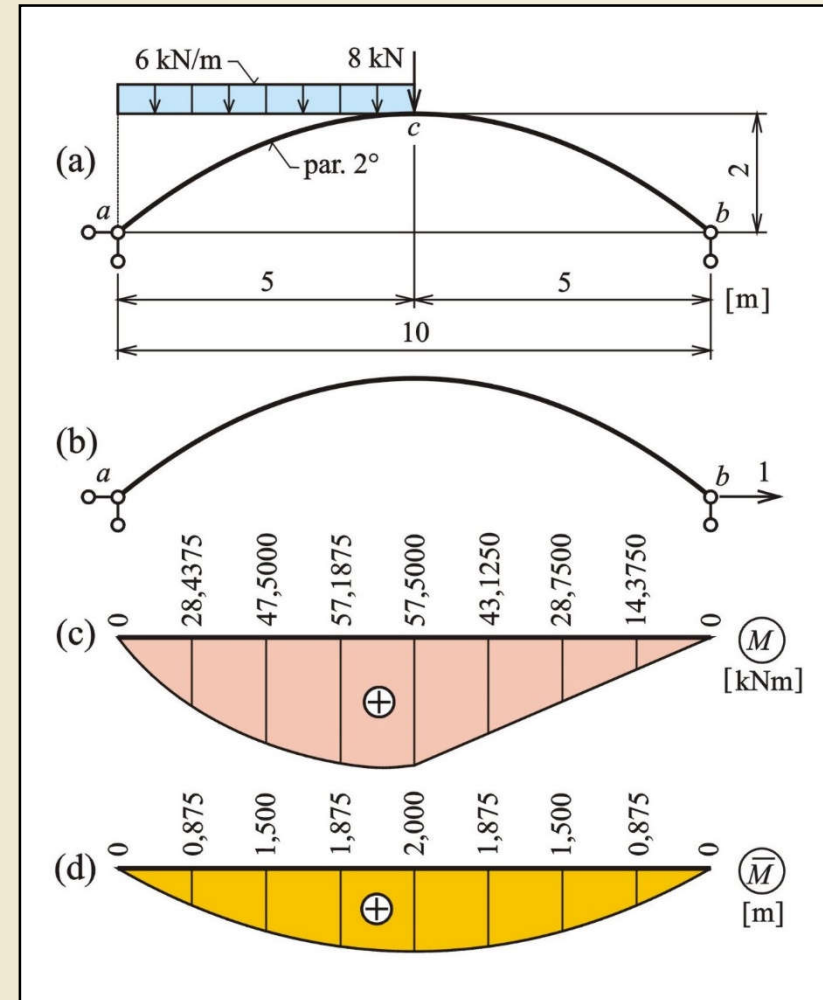 6 kN/m 8 kN
c
(a) par. 2° 2
a b
5 5 [m]
10
(b) a b 1
0 28,4375 47,5000 57,1875 57,5000 43,1250 28,7500 14,3750 0
(c) + M
[kNm]
0 0,875 1,500 1,875 2,000 1,875 1,500 0,875 0
(d) + M̅
[m]